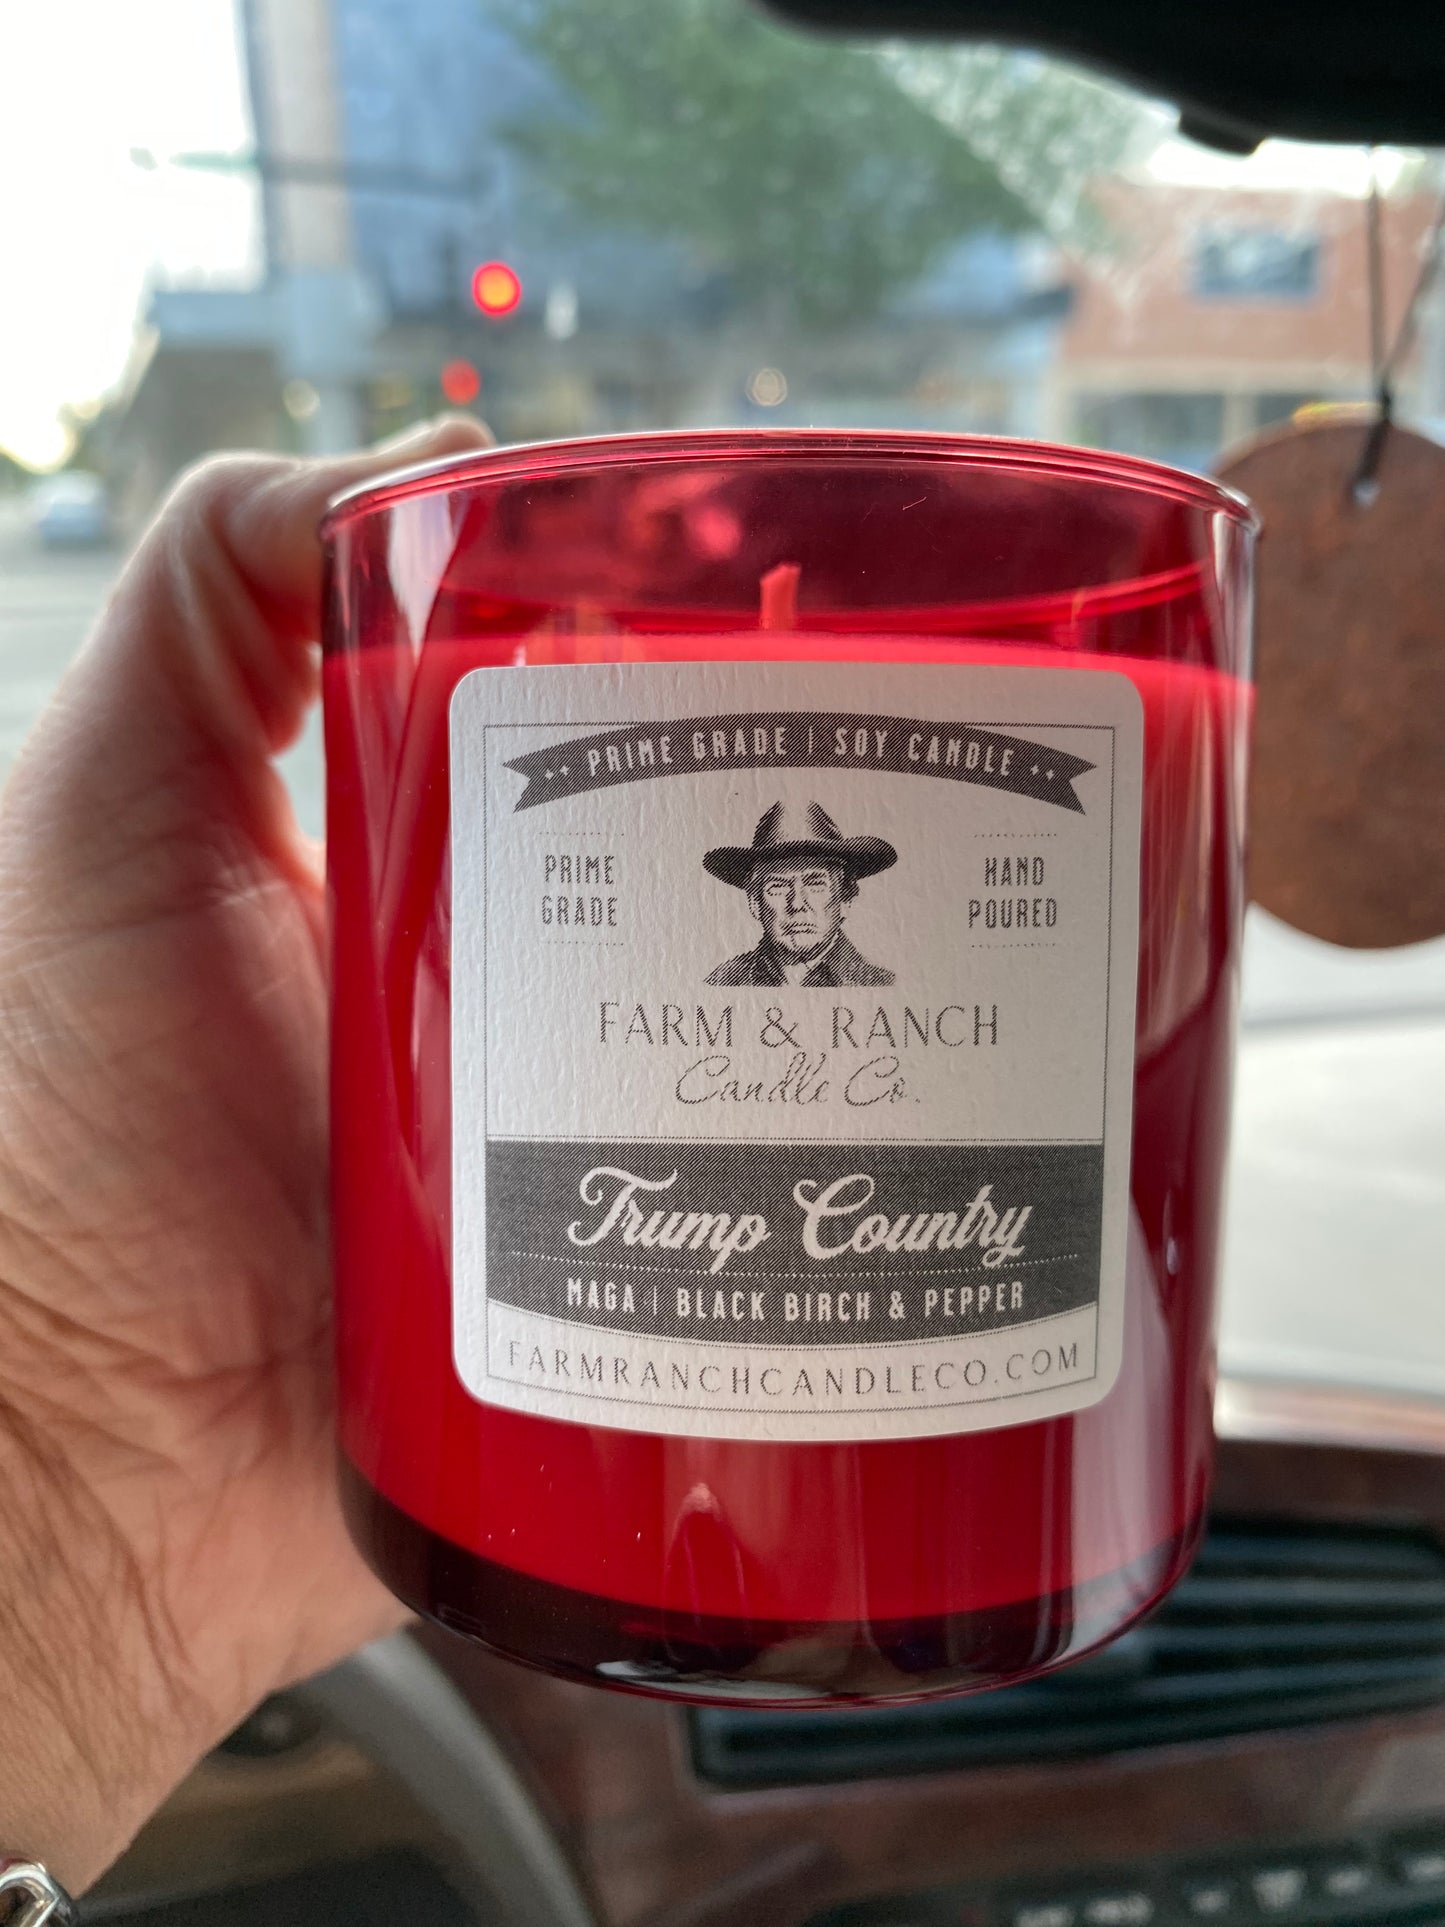 PRIME GRADE | SOY CANDLE
PRIME
GRADE
HAND
POURED
FARM & RANCH
Candle Co.
Trump Country
MAGA | BLACK BIRCH & PEPPER
FARMRANCHCANDLECO.COM